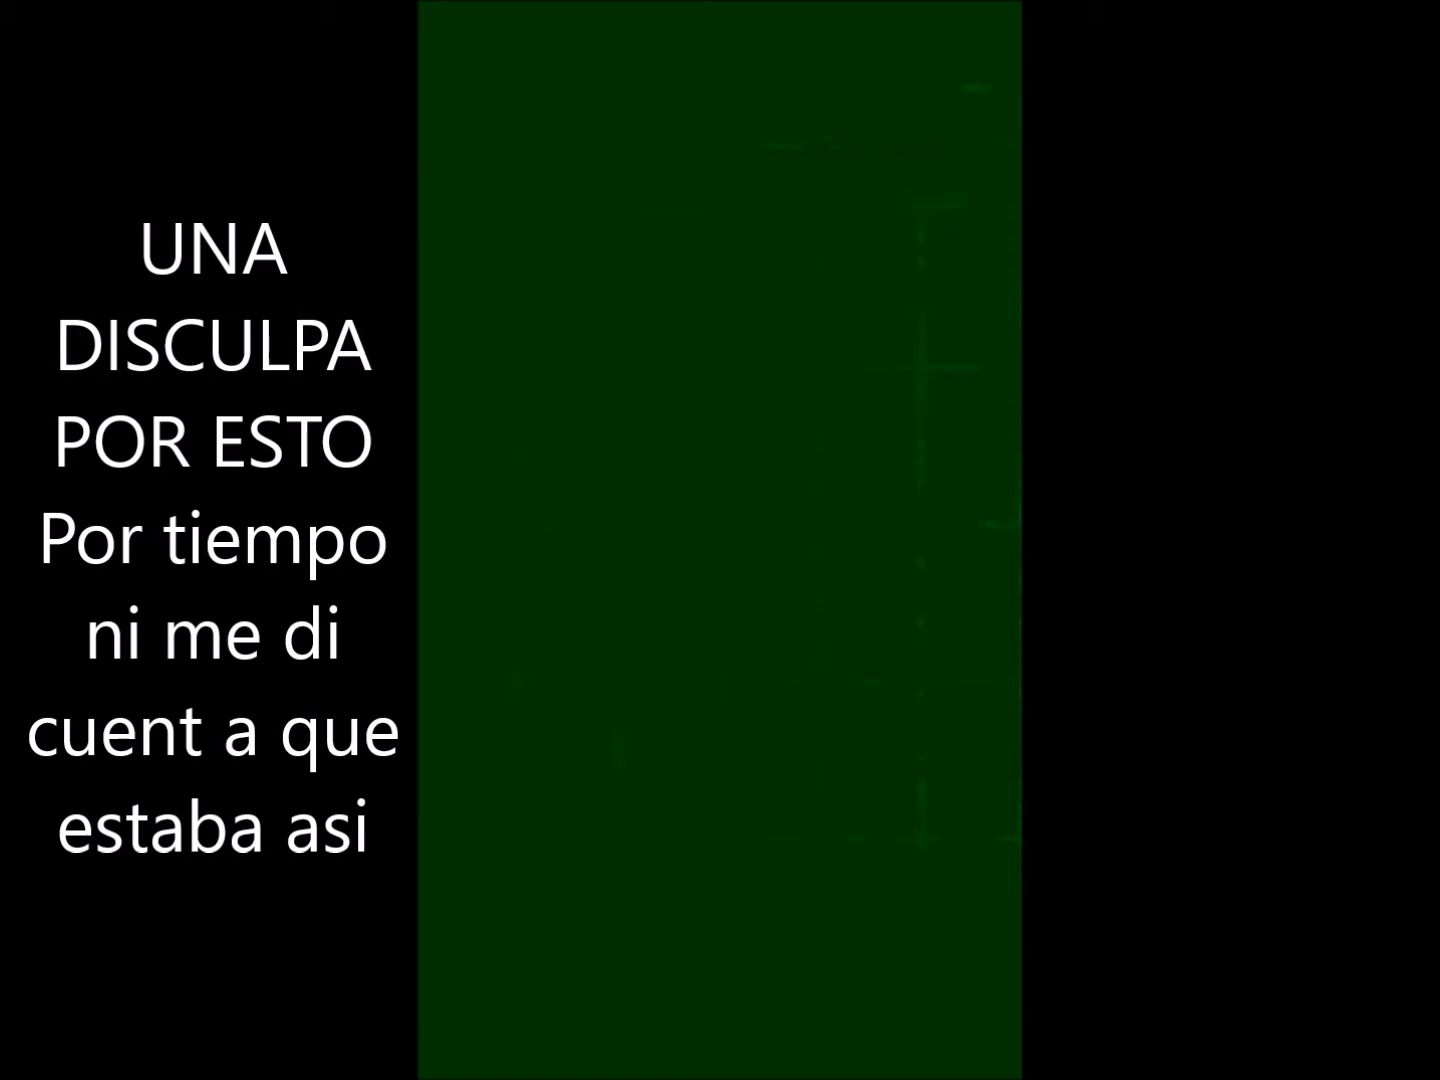 UNA
DISCULPA
POR ESTO
Por tiempo
ni me di
cuent a que
estaba asi